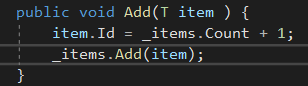 public void Add(T item ) {
    item.Id = _items.Count + 1;
    _items.Add(item);
}